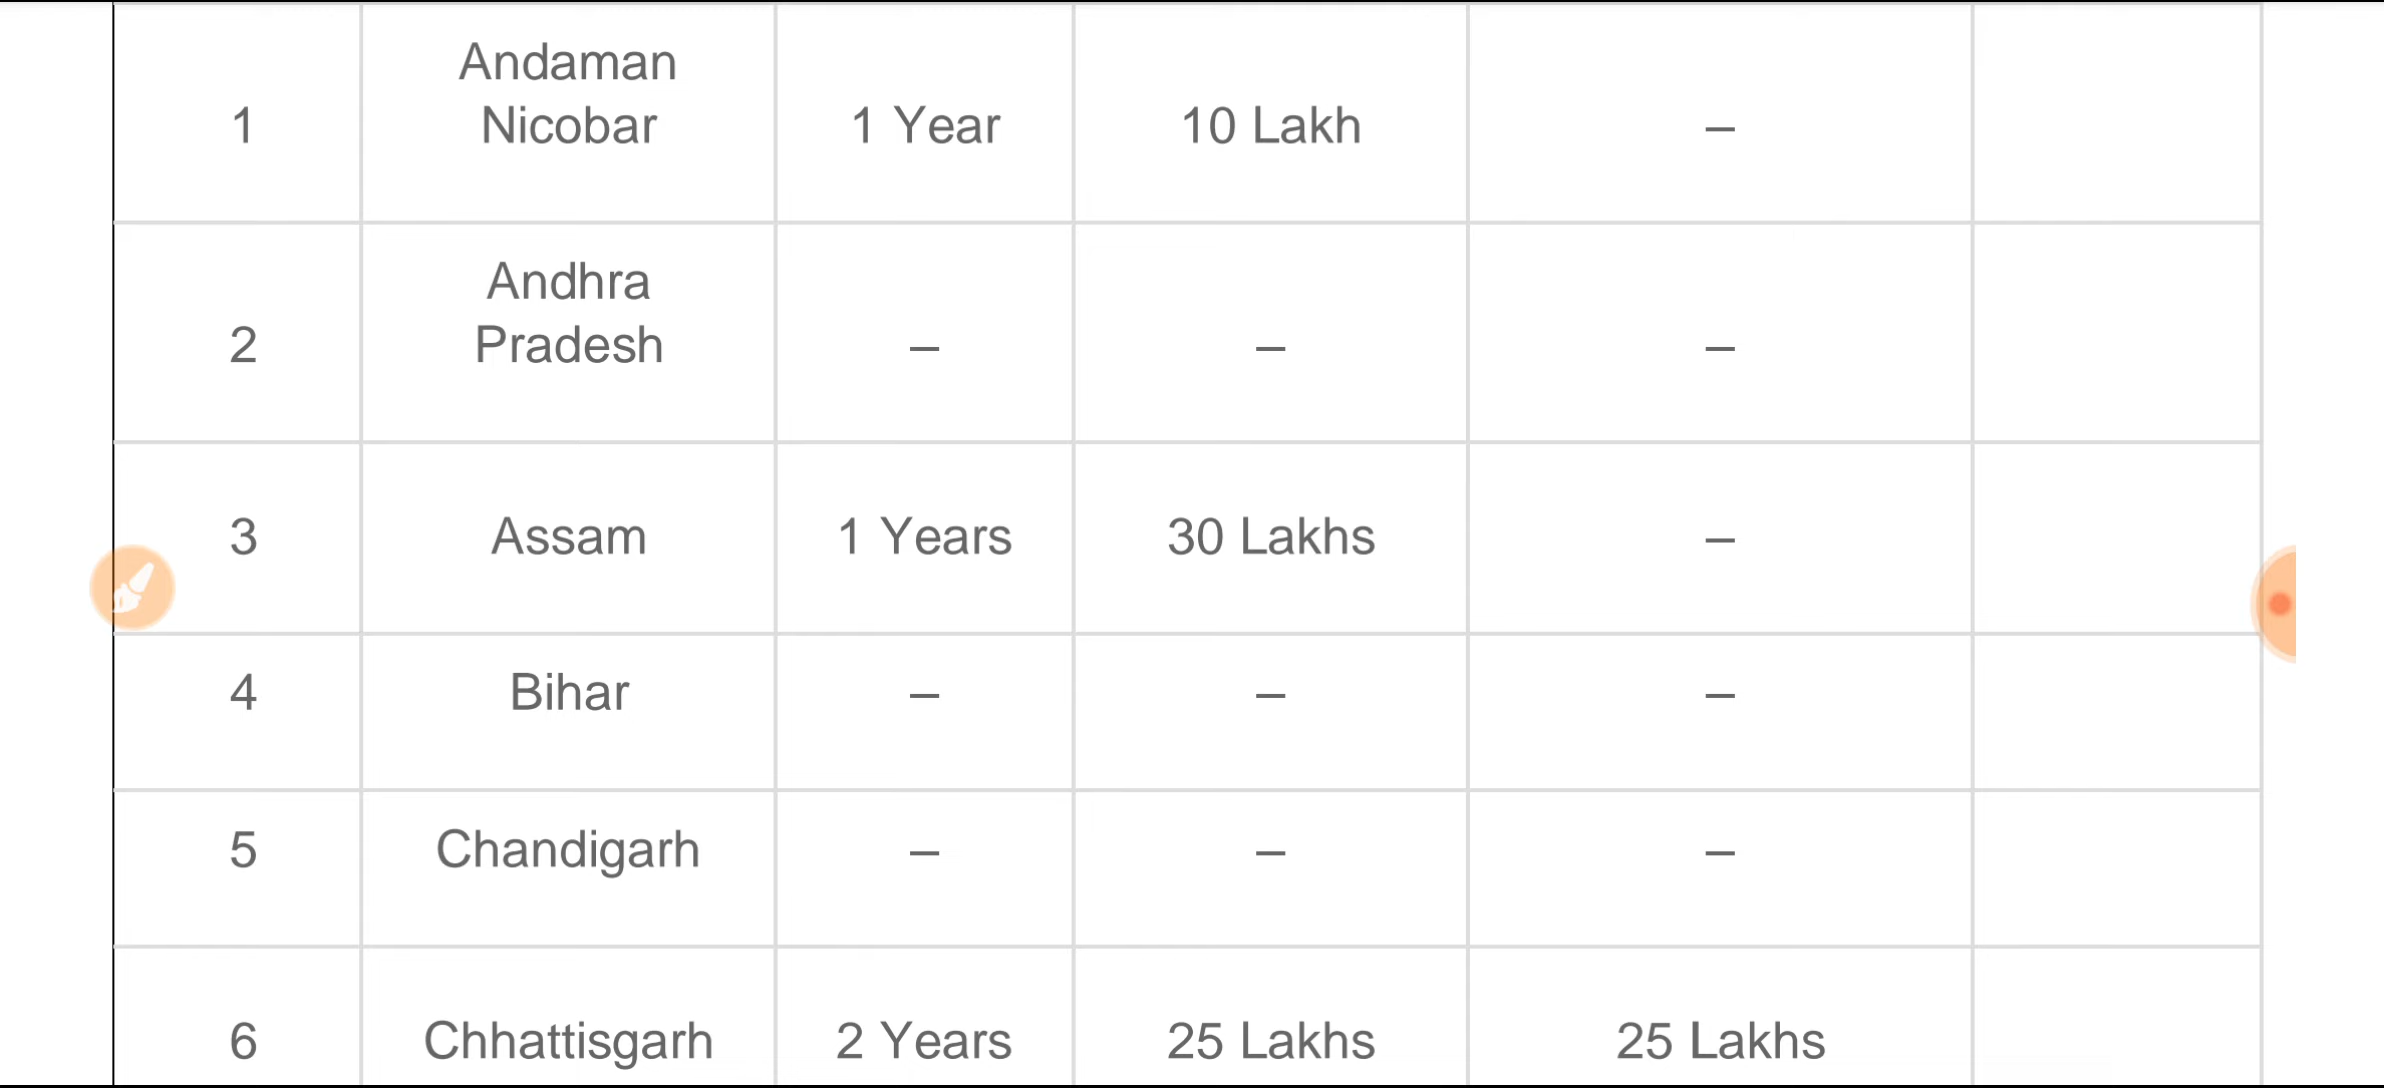 1 Andaman Nicobar 1 Year 10 Lakh –
2 Andhra Pradesh – – –
3 Assam 1 Years 30 Lakhs –
4 Bihar – – –
5 Chandigarh – – –
6 Chhattisgarh 2 Years 25 Lakhs 25 Lakhs